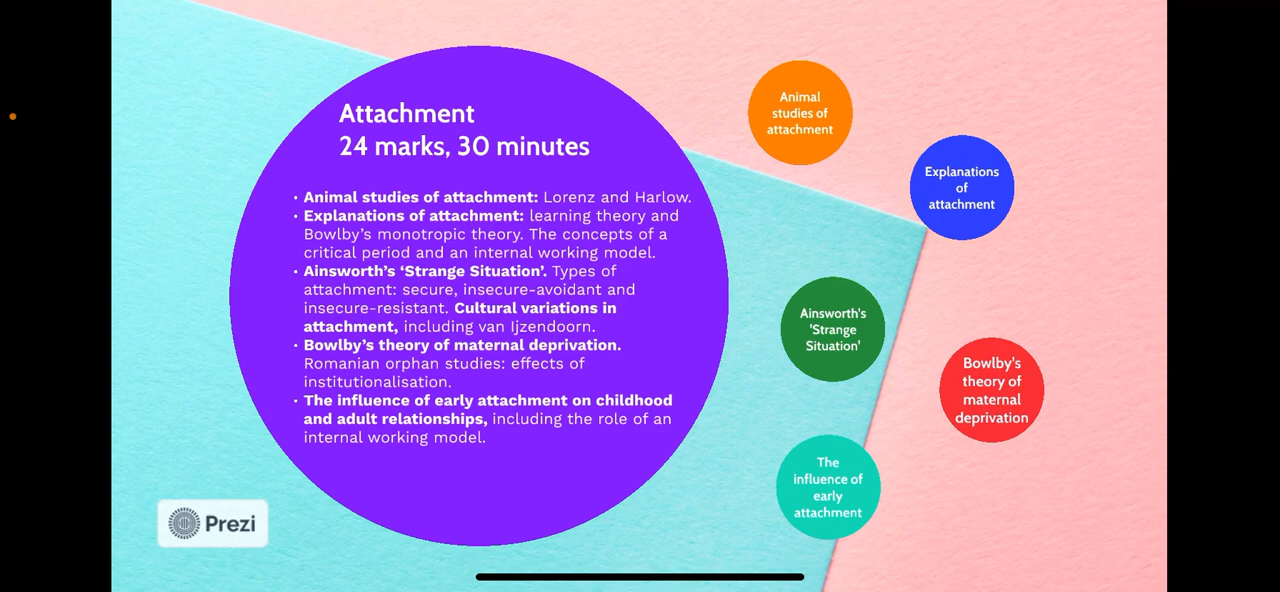 Attachment
24 marks, 30 minutes
• Animal studies of attachment: Lorenz and Harlow.
• Explanations of attachment: learning theory and
Bowlby’s monotropic theory. The concepts of a
critical period and an internal working model.
• Ainsworth’s ‘Strange Situation’. Types of
attachment: secure, insecure-avoidant and
insecure-resistant. Cultural variations in
attachment, including van Ijzendoorn.
• Bowlby’s theory of maternal deprivation.
Romanian orphan studies: effects of
institutionalisation.
• The influence of early attachment on childhood
and adult relationships, including the role of an
internal working model.
Animal
studies of
attachment
Explanations
of
attachment
Ainsworth's
'Strange
Situation'
Bowlby's
theory of
maternal
deprivation
The
influence of
early
attachment
Prezi